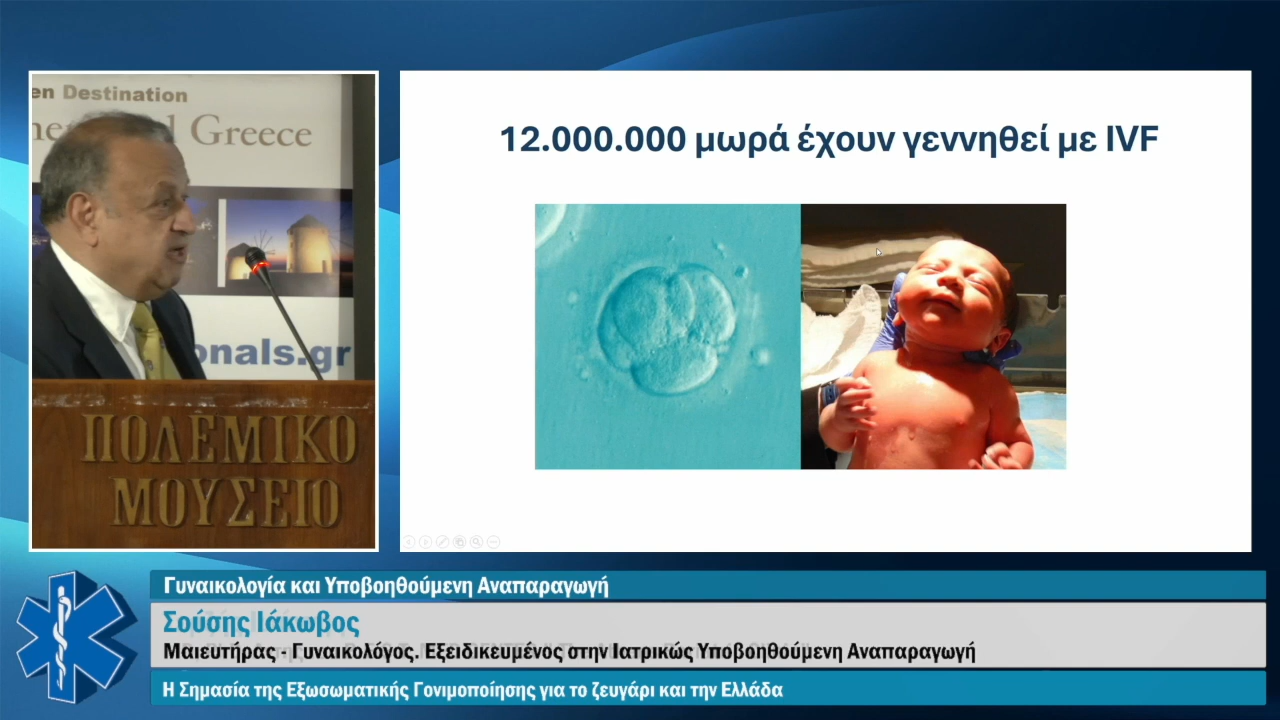 en Destination
Greece
onals.gr
ΠΟΛΕΜΙΚΟ
ΜΟΥΣΕΙΟ
12.000.000 μωρά έχουν γεννηθεί με IVF
Γυναικολογία και Υποβοηθούμενη Αναπαραγωγή
Σούσης Ιάκωβος
Μαιευτήρας - Γυναικολόγος. Εξειδικευμένος στην Ιατρικώς Υποβοηθούμενη Αναπαραγωγή
Η Σημασία της Εξωσωματικής Γονιμοποίησης για το ζευγάρι και την Ελλάδα